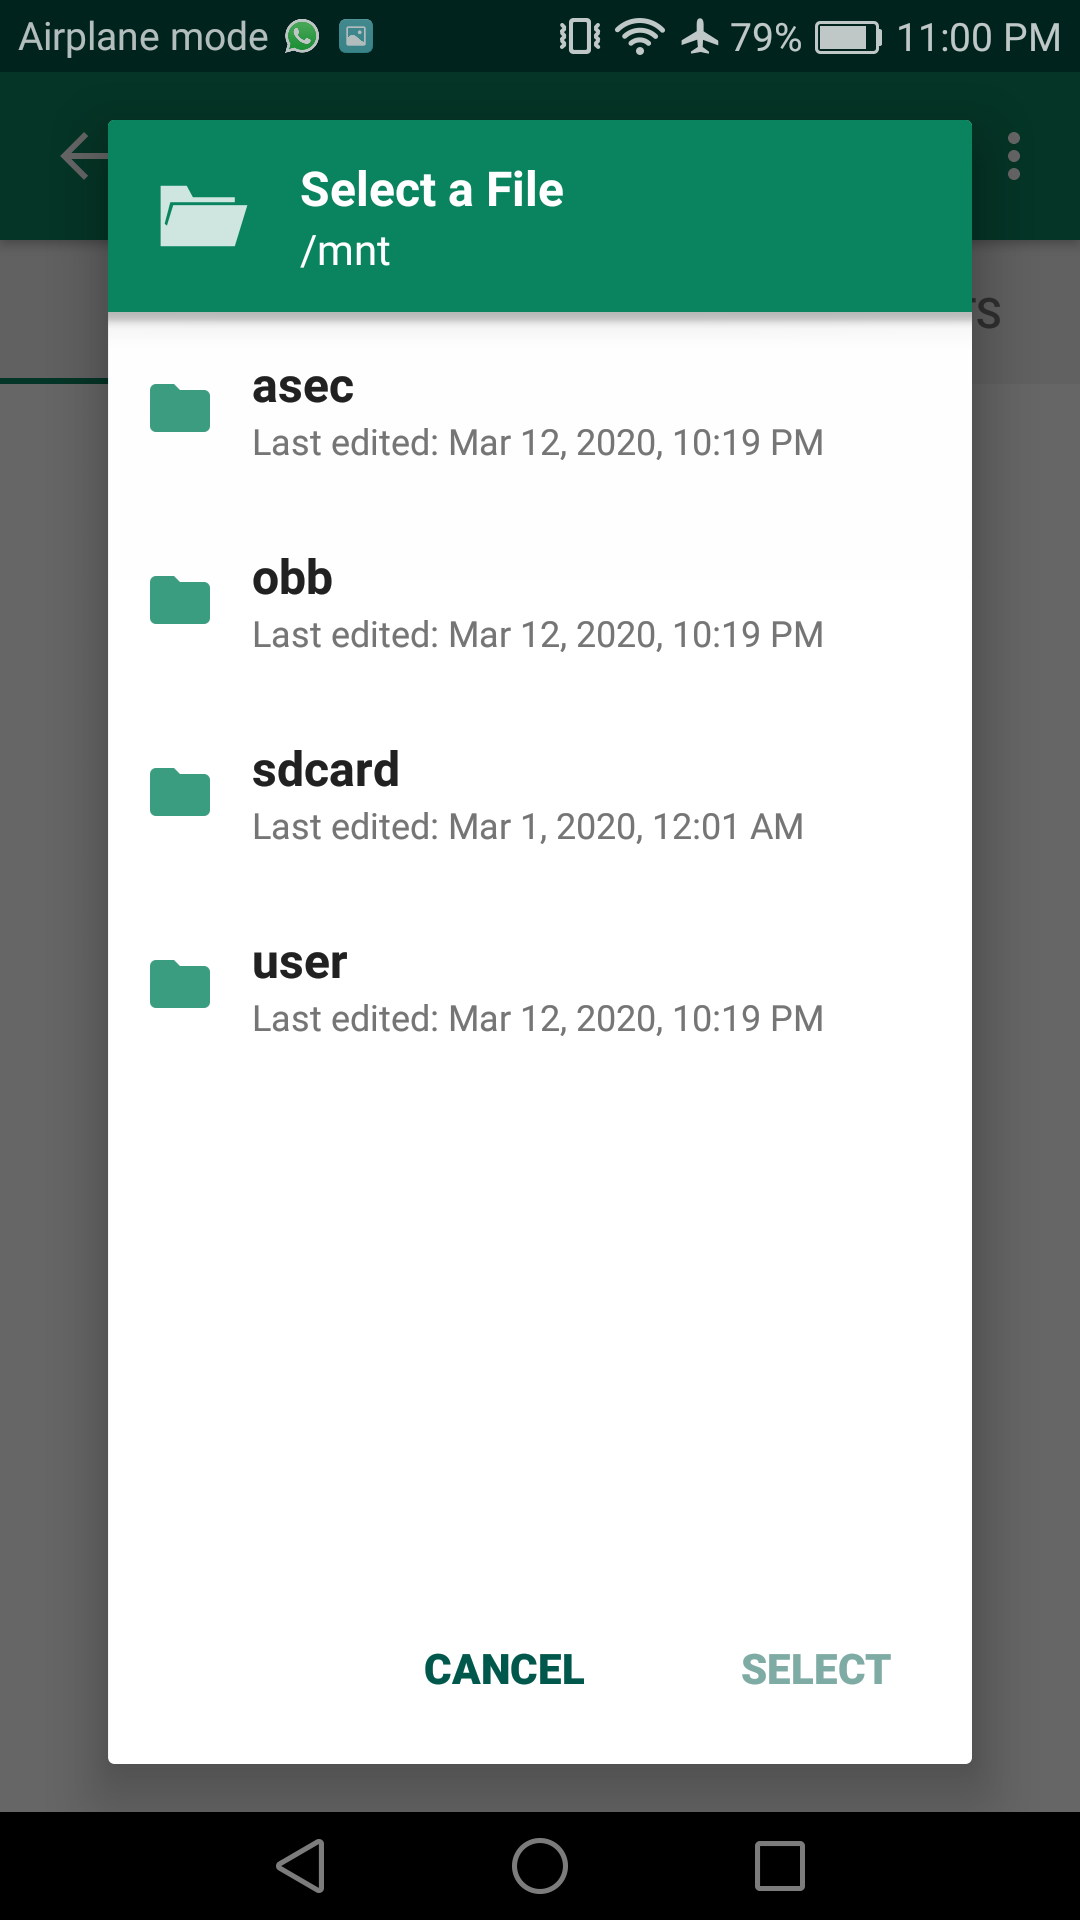 Airplane mode 79% 11:00 PM
Select a File
/mnt
TS
asec
Last edited: Mar 12, 2020, 10:19 PM
obb
Last edited: Mar 12, 2020, 10:19 PM
sdcard
Last edited: Mar 1, 2020, 12:01 AM
user
Last edited: Mar 12, 2020, 10:19 PM
CANCEL SELECT